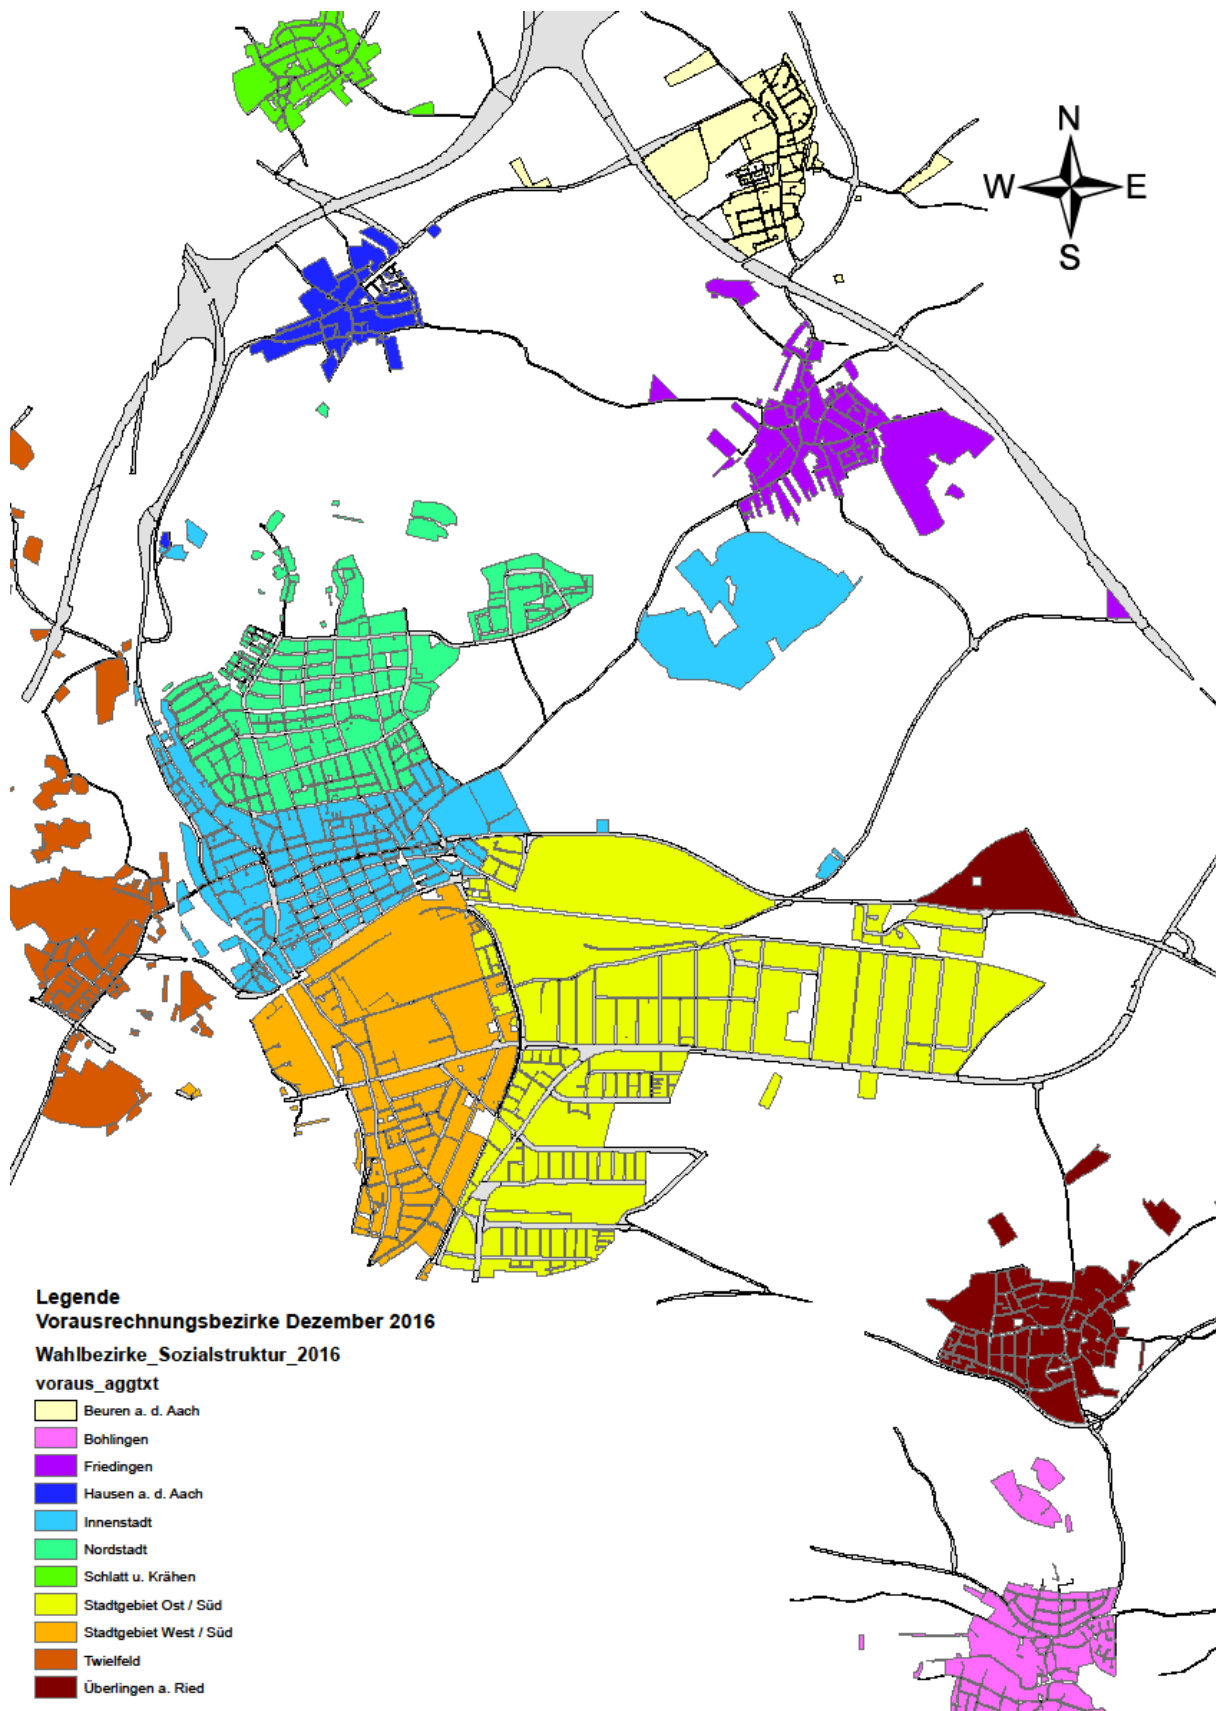 N
W
E
S
Legende
Vorausrechnungsbezirke Dezember 2016
Wahlbezirke_Sozialstruktur_2016
voraus_aggtxt
Beuren a. d. Aach
Bohlingen
Friedingen
Hausen a. d. Aach
Innenstadt
Nordstadt
Schlatt u. Krähen
Stadtgebiet Ost / Süd
Stadtgebiet West / Süd
Twielfeld
Überlingen a. Ried